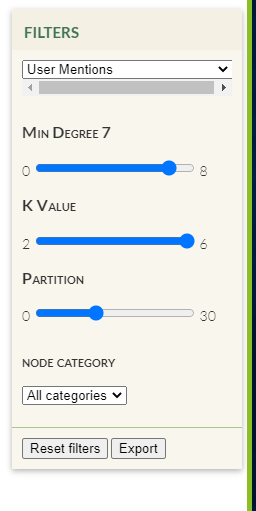 FILTERS
User Mentions
Min Degree 7
0 8
K Value
2 6
Partition
0 30
NODE CATEGORY
All categories
Reset filters Export